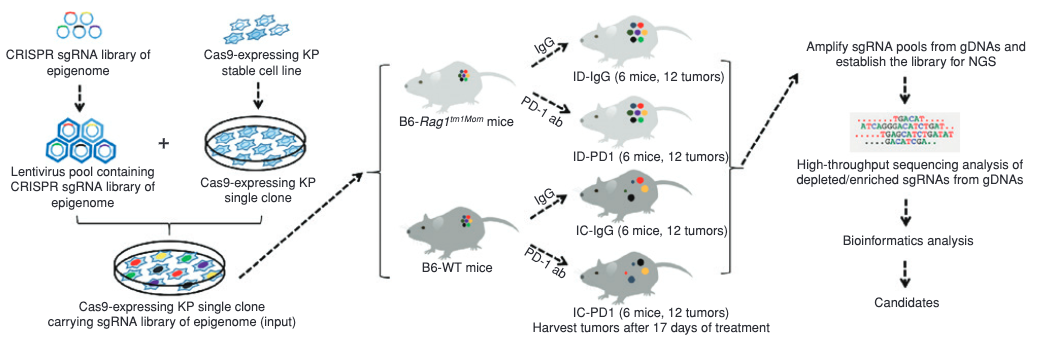 CRISPR sgRNA library of
epigenome
Cas9-expressing KP
stable cell line
Lentivirus pool containing
CRISPR sgRNA library of
epigenome
+
Cas9-expressing KP
single clone
Cas9-expressing KP single clone
carrying sgRNA library of epigenome (input)
B6-Rag1tm1Mom mice
B6-WT mice
IgG
PD-1 ab
IgG
PD-1 ab
ID-IgG (6 mice, 12 tumors)
ID-PD1 (6 mice, 12 tumors)
IC-IgG (6 mice, 12 tumors)
IC-PD1 (6 mice, 12 tumors)
Harvest tumors after 17 days of treatment
Amplify sgRNA pools from gDNAs and
establish the library for NGS
.......TGACAT....
ATCAGGGACATCTGAT..
......TGAGCATCTGATAT
....GACATCGA..
High-throughput sequencing analysis of
depleted/enriched sgRNAs from gDNAs
Bioinformatics analysis
Candidates